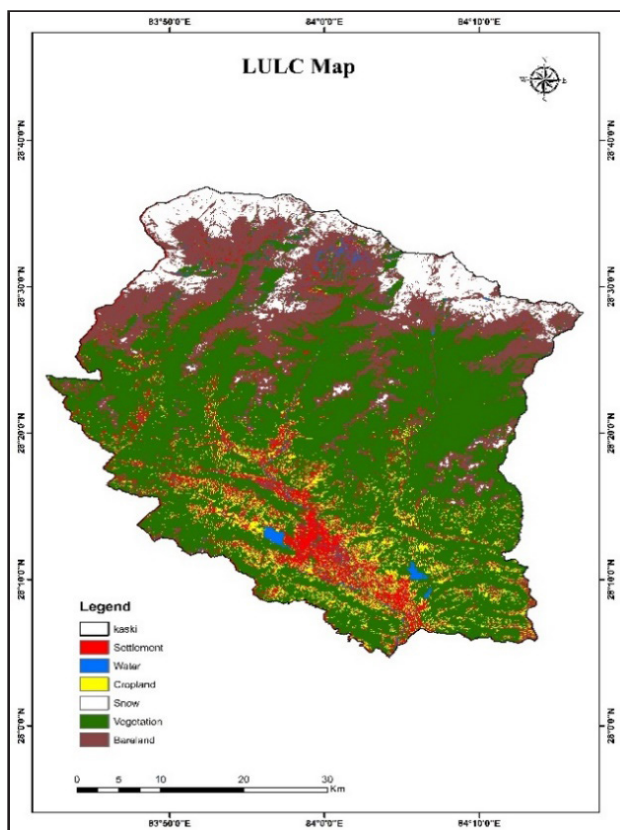 83°50'0"E 84°0'0"E 84°10'0"E
LULC Map
N
W E
S
28°40'0"N 28°40'0"N
28°30'0"N 28°30'0"N
28°20'0"N 28°20'0"N
28°10'0"N 28°10'0"N
28°0'0"N 28°0'0"N
Legend
kaski
Settlement
Water
Cropland
Snow
Vegetation
Bareland
0 5 10 20 30
Km
83°50'0"E 84°0'0"E 84°10'0"E